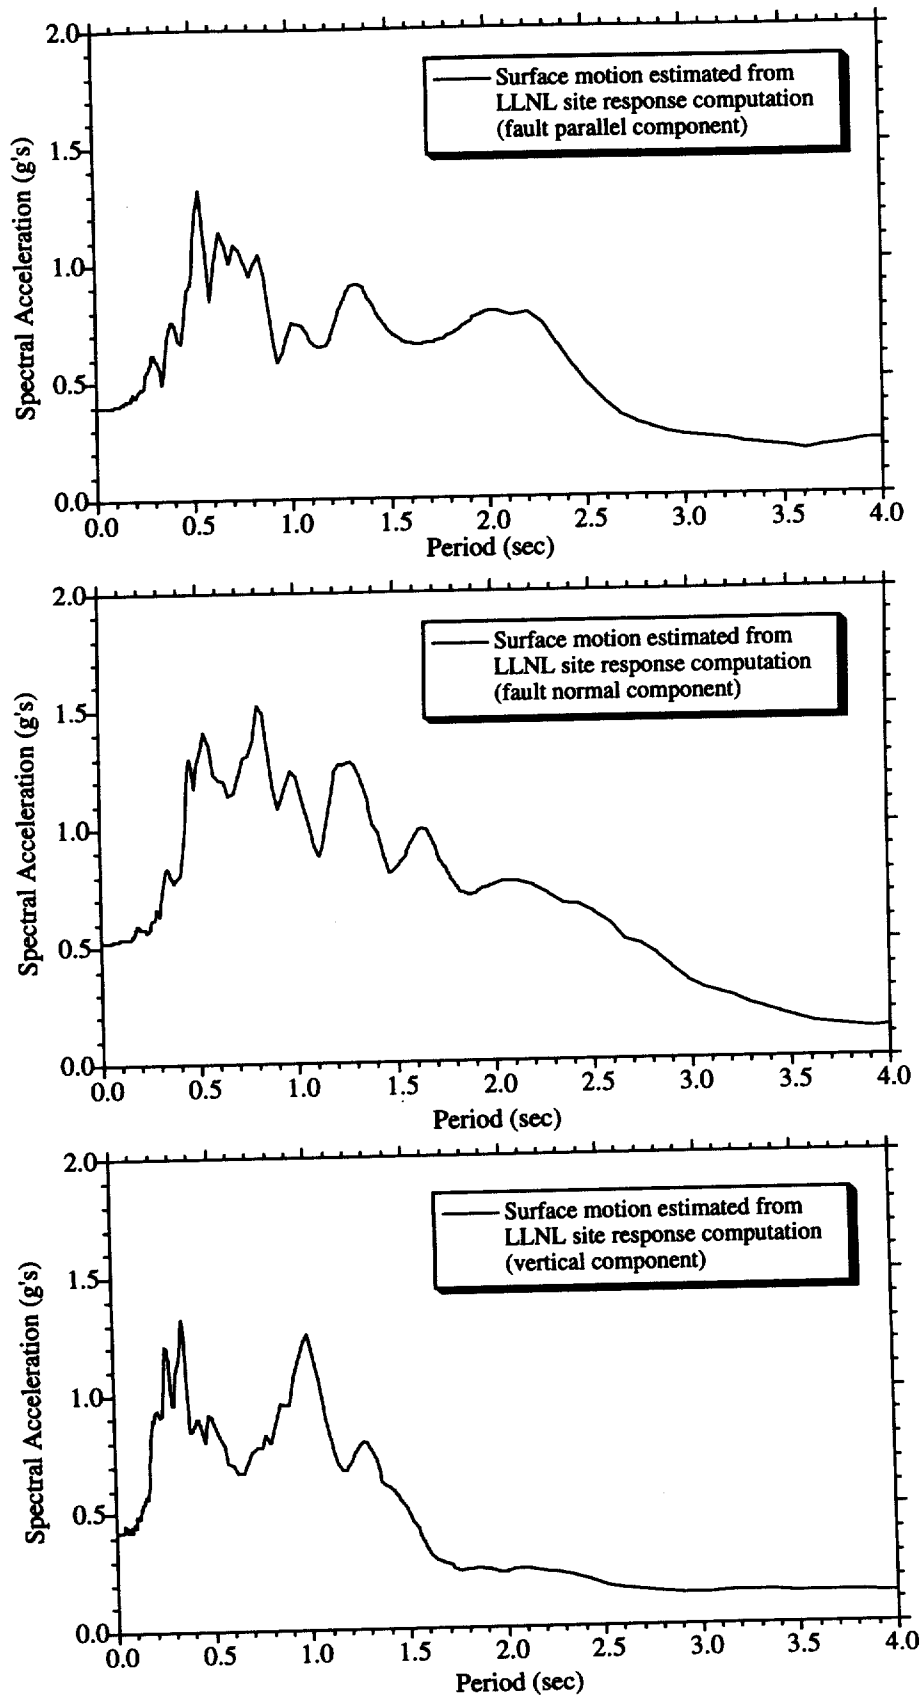 2.0
Surface motion estimated from
LLNL site response computation
(fault parallel component)
1.5
1.0
0.5
0.0
Spectral Acceleration (g's)
0.0 0.5 1.0 1.5 2.0 2.5 3.0 3.5 4.0
Period (sec)
2.0
Surface motion estimated from
LLNL site response computation
(fault normal component)
1.5
1.0
0.5
0.0
Spectral Acceleration (g's)
0.0 0.5 1.0 1.5 2.0 2.5 3.0 3.5 4.0
Period (sec)
2.0
Surface motion estimated from
LLNL site response computation
(vertical component)
1.5
1.0
0.5
0.0
Spectral Acceleration (g's)
0.0 0.5 1.0 1.5 2.0 2.5 3.0 3.5 4.0
Period (sec)